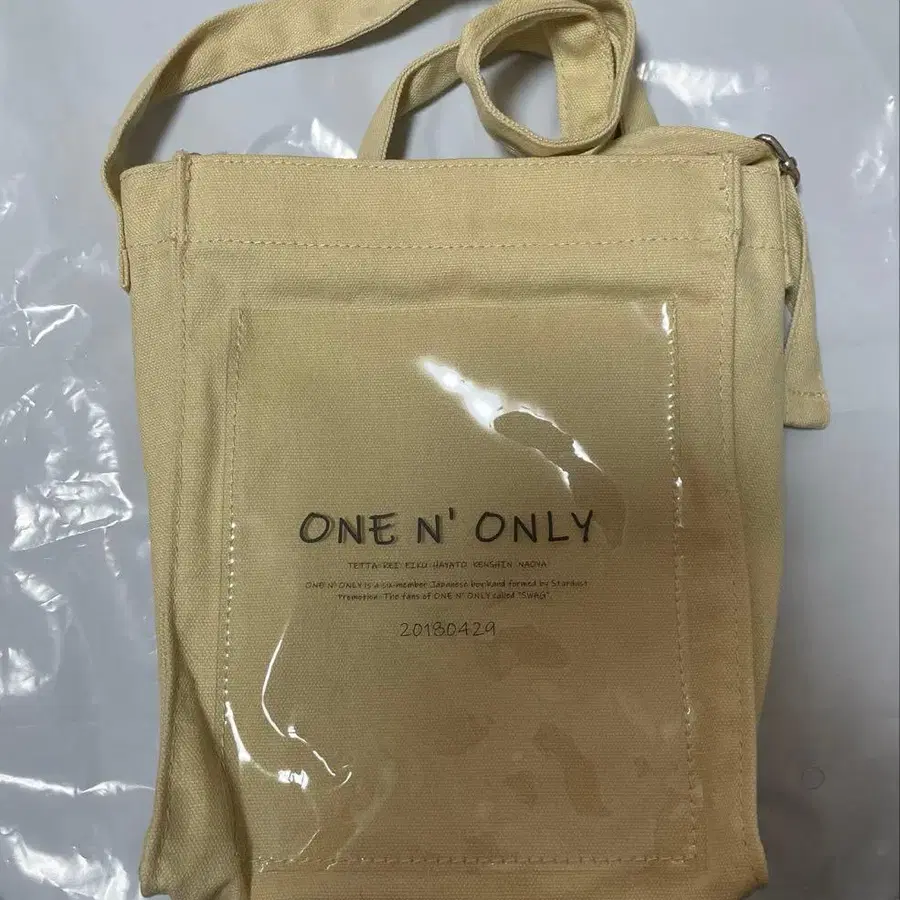 ONE N' ONLY
TETTA REI EIKU HAYATO KENSHIN NAOYA
ONE N' ONLY is a six-member Japanese boy band formed by Stardust
Promotion. The fans of ONE N' ONLY called "SWAG".
20180429